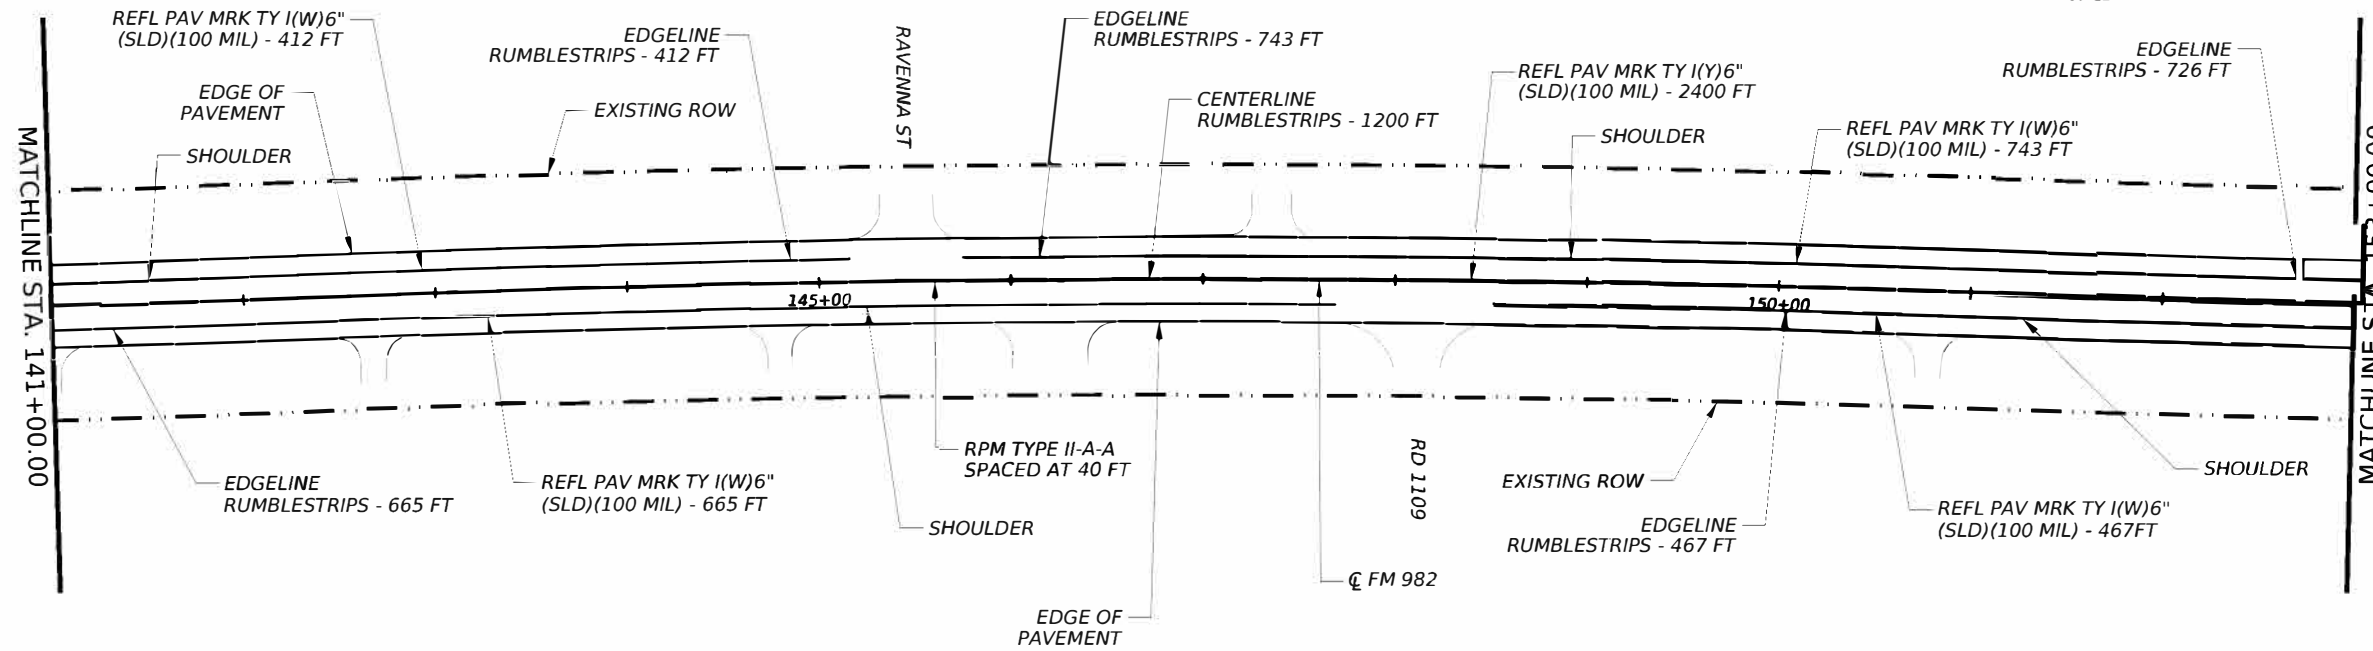 REFL PAV MRK TY I(W)6"
(SLD)(100 MIL) - 412 FT
EDGELINE
RUMBLESTRIPS - 412 FT
RAVENNA ST
EDGELINE
RUMBLESTRIPS - 743 FT
EDGELINE
RUMBLESTRIPS - 726 FT
EDGE OF
PAVEMENT
EXISTING ROW
CENTERLINE
RUMBLESTRIPS - 1200 FT
REFL PAV MRK TY I(Y)6"
(SLD)(100 MIL) - 2400 FT
SHOULDER
SHOULDER
REFL PAV MRK TY I(W)6"
(SLD)(100 MIL) - 743 FT
MATCHLINE STA. 141+00.00
145+00
150+00
MATCHLINE
EDGELINE
RUMBLESTRIPS - 665 FT
REFL PAV MRK TY I(W)6"
(SLD)(100 MIL) - 665 FT
RPM TYPE II-A-A
SPACED AT 40 FT
SHOULDER
RD 1109
EXISTING ROW
SHOULDER
EDGELINE
RUMBLESTRIPS - 467 FT
REFL PAV MRK TY I(W)6"
(SLD)(100 MIL) - 467FT
℄ FM 982
EDGE OF
PAVEMENT